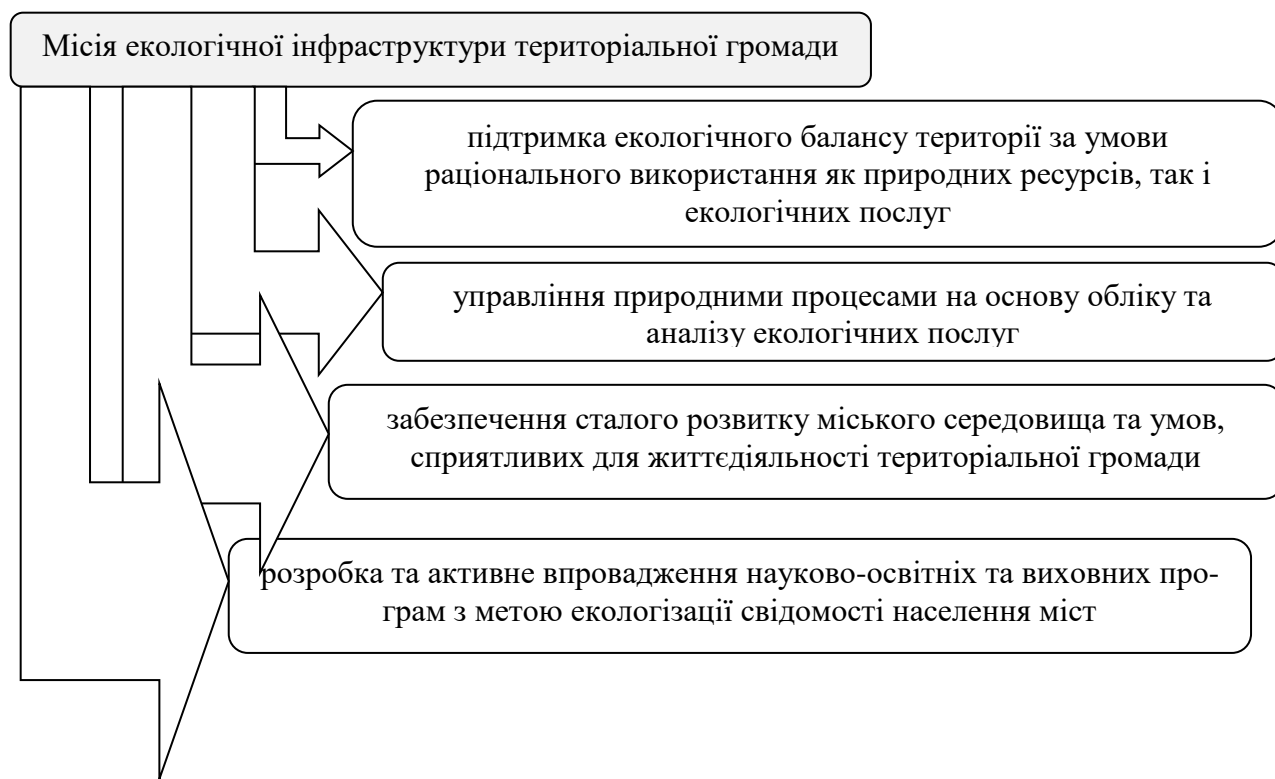 Місія екологічної інфраструктури територіальної громади
підтримка екологічного балансу території за умови
раціонального використання як природних ресурсів, так і
екологічних послуг
управління природними процесами на основу обліку та
аналізу екологічних послуг
забезпечення сталого розвитку міського середовища та умов,
сприятливих для життєдіяльності територіальної громади
розробка та активне впровадження науково-освітніх та виховних про-
грам з метою екологізації свідомості населення міст